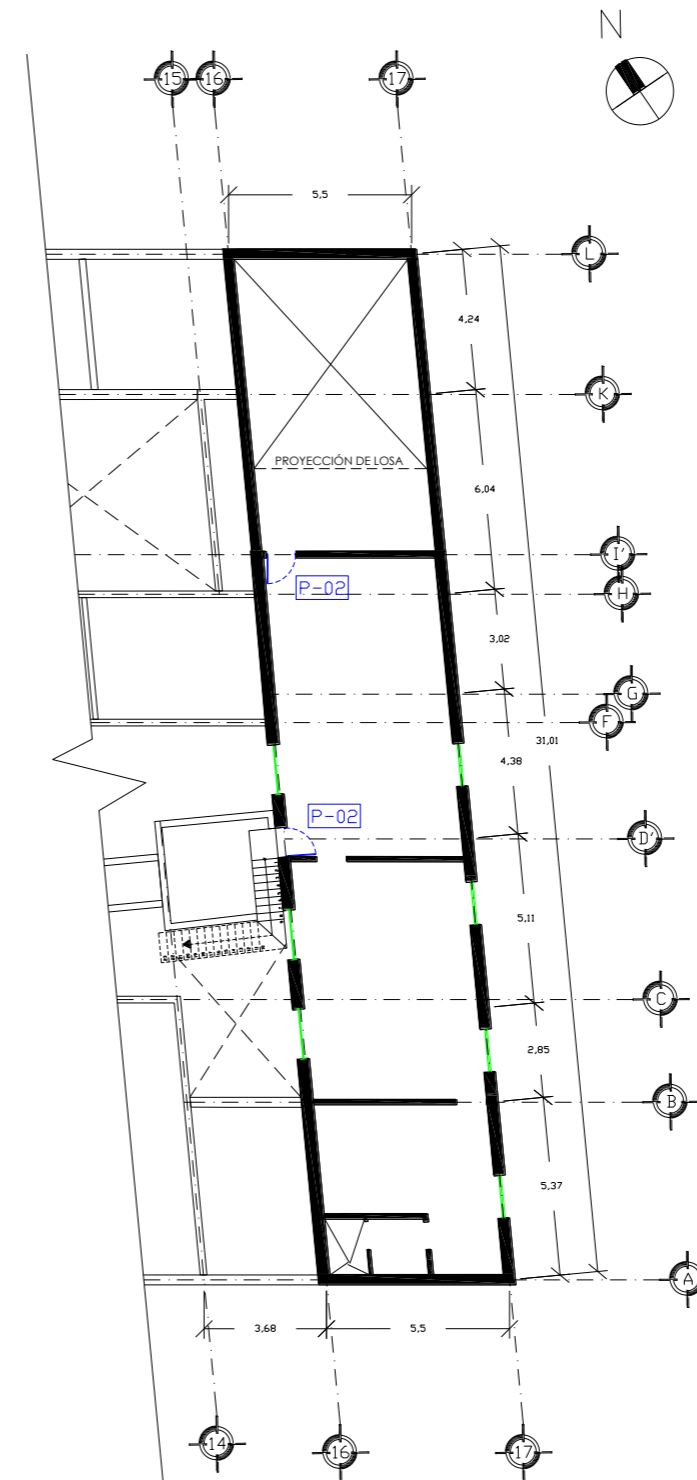 N
15 16 17
5,5
L
4,24
K
PROYECCIÓN DE LOSA
6,04
I'
P-02
H
3,02
G
F
31,01
4,38
P-02
D'
5,11
C
2,85
B
5,37
A
3,68 5,5
14 16 17